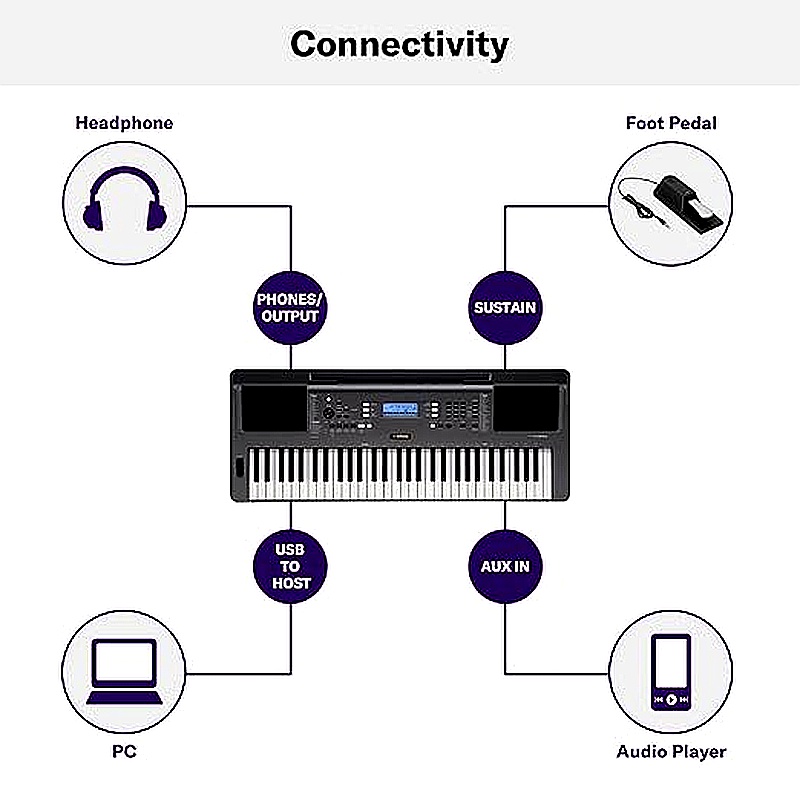 Connectivity
Headphone
Foot Pedal
PHONES/
OUTPUT
SUSTAIN
USB
TO
HOST
AUX IN
PC
Audio Player